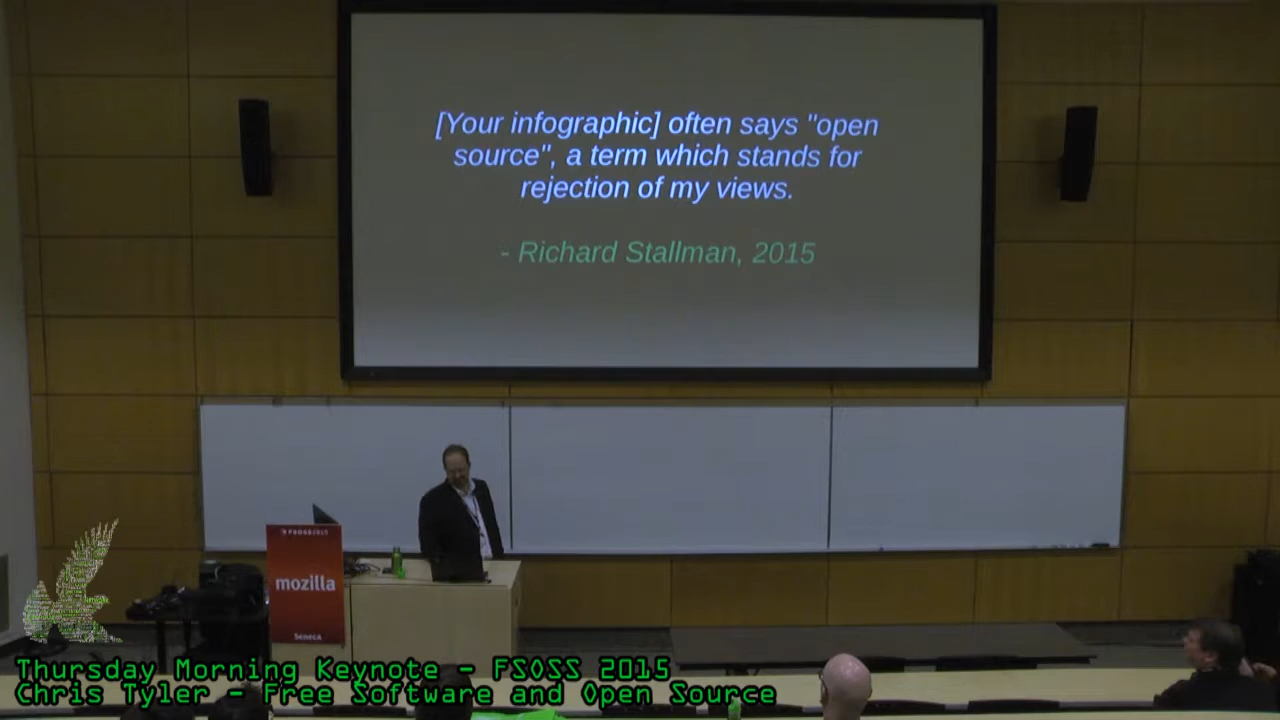 [Your infographic] often says "open
source", a term which stands for
rejection of my views.
- Richard Stallman, 2015
FSOSS2015
mozilla
Seneca
Thursday Morning Keynote - FSOSS 2015
Chris Tyler - Free Software and Open Source